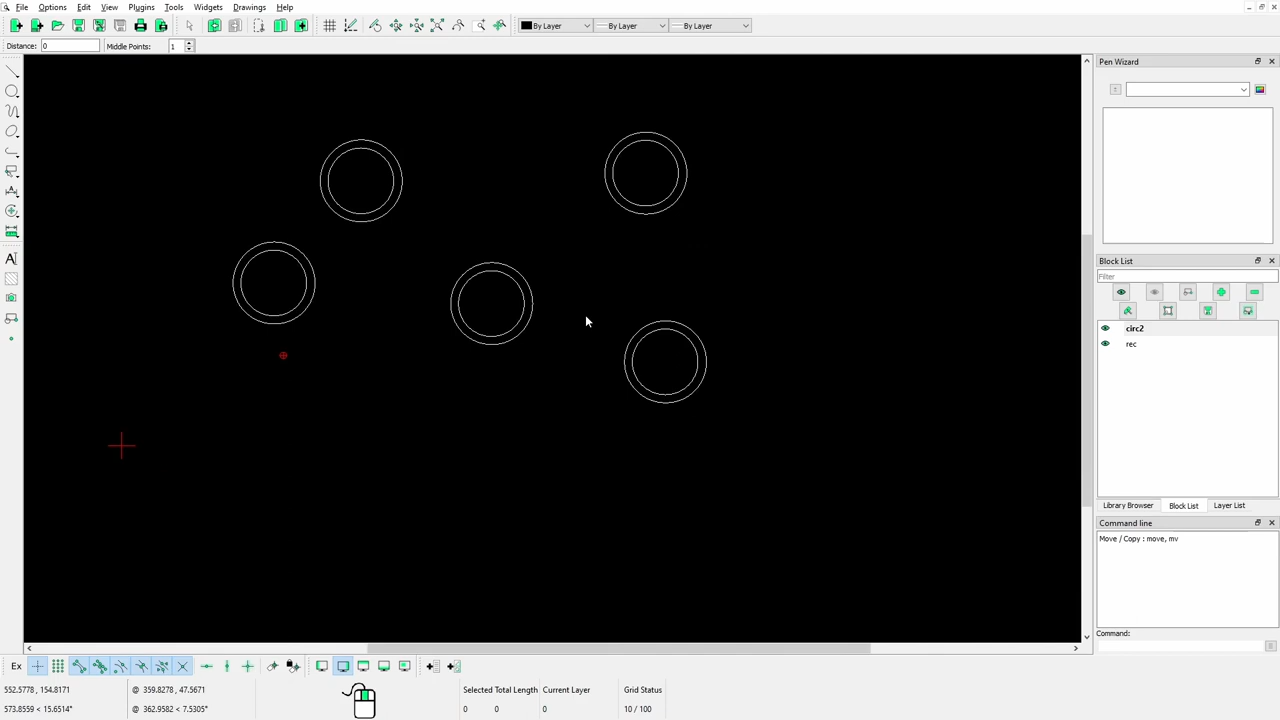 File Options Edit View Plugins Tools Widgets Drawings Help
By Layer By Layer By Layer
Distance: 0 Middle Points: 1
Pen Wizard
Block List
Filter
circ2
rec
Library Browser Block List Layer List
Command line
Move / Copy : move, mv
Command:
Ex
552.5778 , 154.8171 @ 359.8278 , 47.5671 Selected Total Length Current Layer Grid Status
573.8559 < 15.6514° @ 362.9582 < 7.5305° 0 0 0 10 / 100